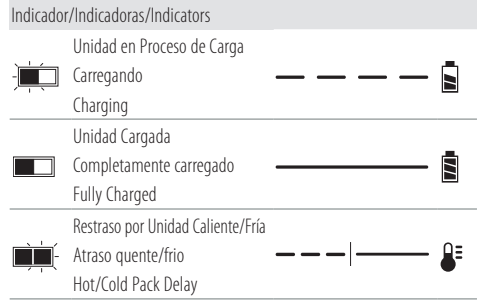 Indicador/Indicadoras/Indicators
Unidad en Proceso de Carga
Carregando
Charging
Unidad Cargada
Completamente carregado
Fully Charged
Restraso por Unidad Caliente/Fría
Atraso quente/frio
Hot/Cold Pack Delay